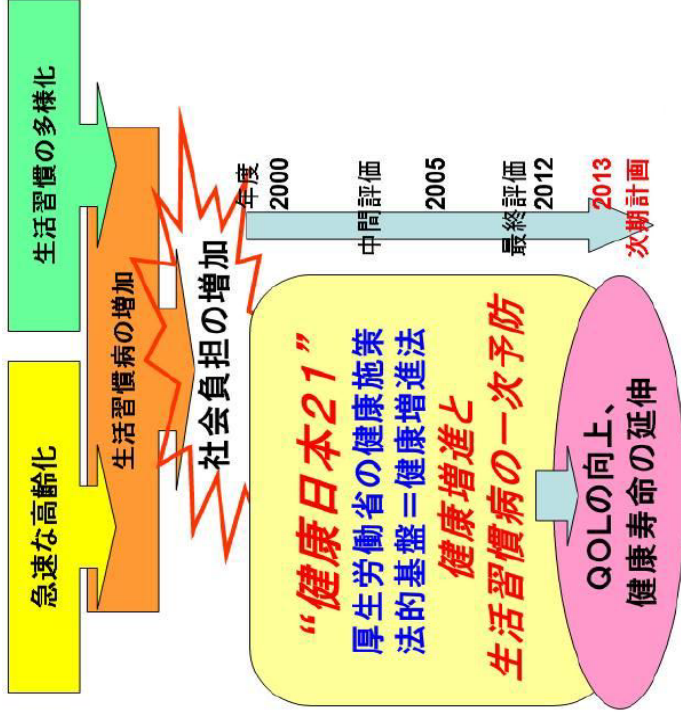 急速な高齢化
生活習慣の多様化
生活習慣病の増加
社会負担の増加
“健康日本21”
厚生労働省の健康施策
法的基盤＝健康増進法
健康増進と
生活習慣病の一次予防
QOLの向上、
健康寿命の延伸
年度
2000
中間評価
2005
最終評価
2012
2013
次期計画